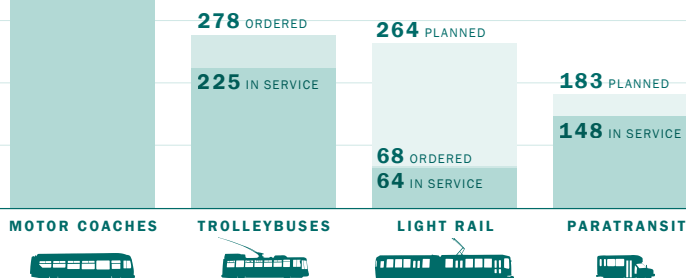 278 ORDERED
225 IN SERVICE
264 PLANNED
68 ORDERED
64 IN SERVICE
183 PLANNED
148 IN SERVICE
MOTOR COACHES
TROLLEYBUSES
LIGHT RAIL
PARATRANSIT